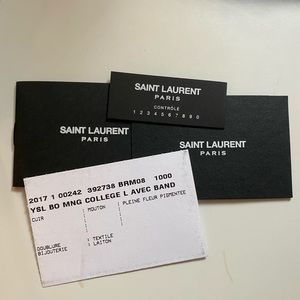 SAINT LAURENT
PARIS
CONTRÔLE
1 2 3 4 5 6 7 8 9 0
SAINT LAURENT
PARIS
SAINT LAURENT
PARIS
2017 1 00242 392738 BRM08 1000
YSL BO MNG COLLEGE L AVEC BAND
CUIR : MOUTON : PLEINE FLEUR PIGMENTEE
DOUBLURE : TEXTILE
BIJOUTERIE : LAITON